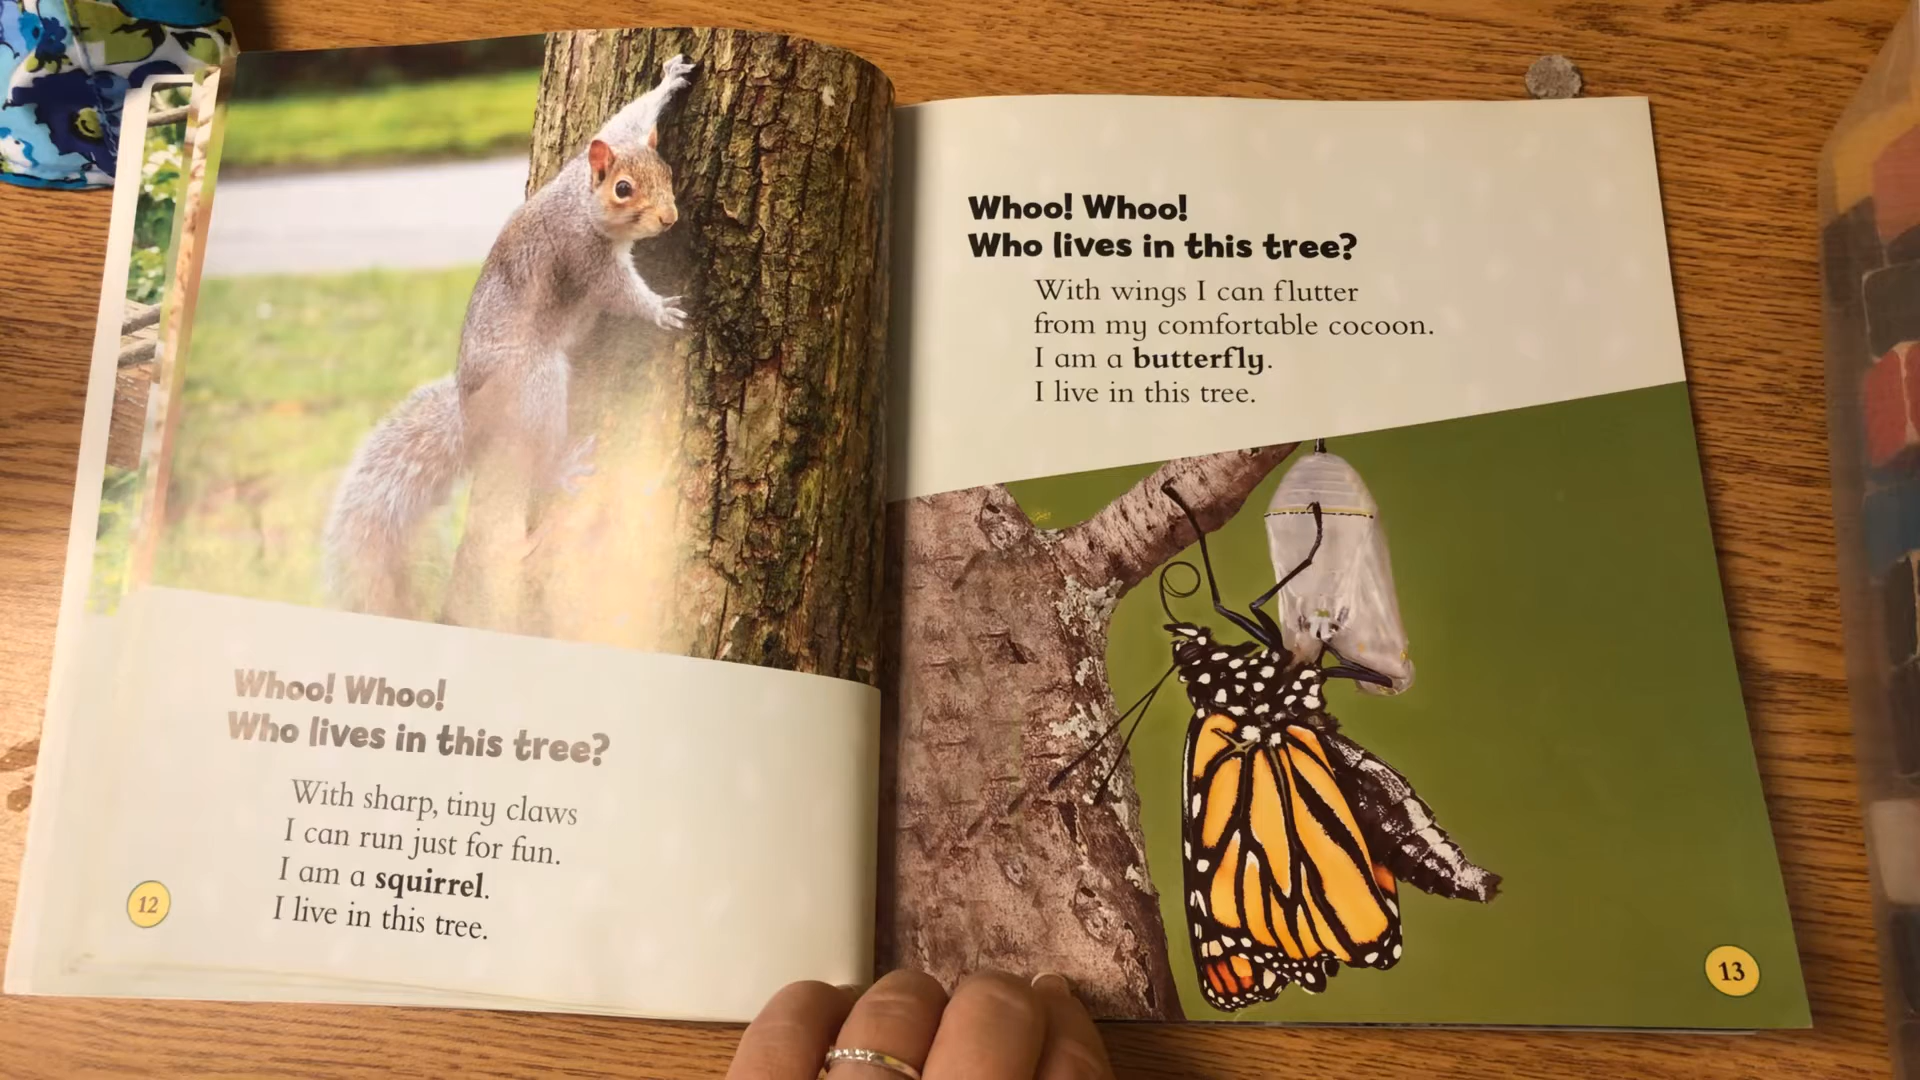 Whoo! Whoo!
Who lives in this tree?
With sharp, tiny claws
I can run just for fun.
I am a squirrel.
I live in this tree.
12
Whoo! Whoo!
Who lives in this tree?
With wings I can flutter
from my comfortable cocoon.
I am a butterfly.
I live in this tree.
13